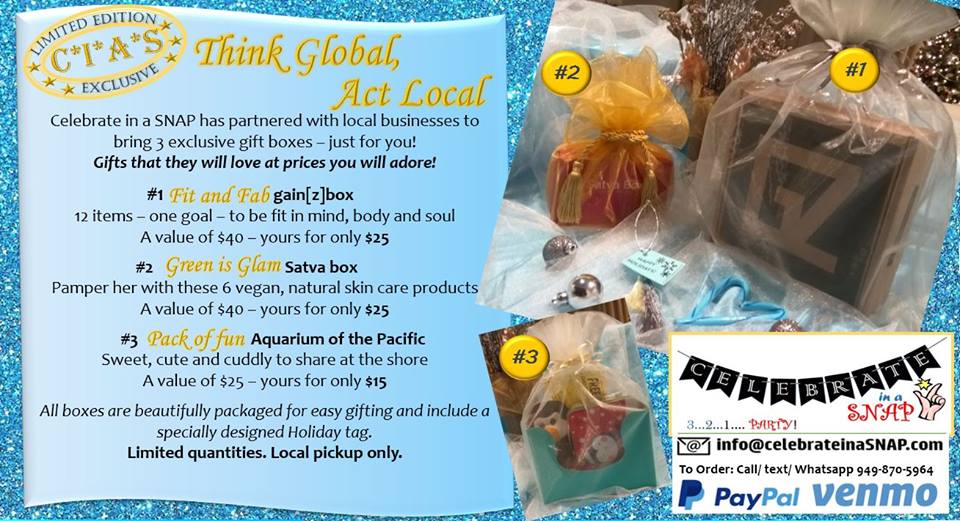 LIMITED EDITION
C*I*A*S
EXCLUSIVE
Think Global,
Act Local
Celebrate in a SNAP has partnered with local businesses to
bring 3 exclusive gift boxes – just for you!
Gifts that they will love at prices you will adore!
#1 Fit and Fab gain[z]box
12 items – one goal – to be fit in mind, body and soul
A value of $40 – yours for only $25
#2 Green is Glam Satva box
Pamper her with these 6 vegan, natural skin care products
A value of $40 – yours for only $25
#3 Pack of fun Aquarium of the Pacific
Sweet, cute and cuddly to share at the shore
A value of $25 – yours for only $15
All boxes are beautifully packaged for easy gifting and include a
specially designed Holiday tag.
Limited quantities. Local pickup only.
#2
#1
Satva Box
HAPPY
HOLIDAYS!
#3
CELEBRATE
in a
SNAP
3...2...1.... PARTY!
info@celebrateinaSNAP.com
To Order: Call/ text/ Whatsapp 949-870-5964
PayPal venmo